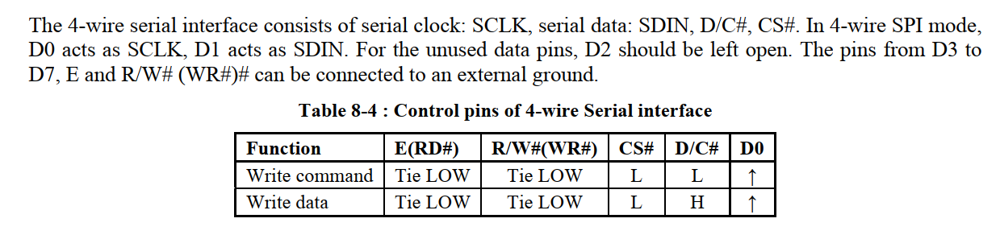 The 4-wire serial interface consists of serial clock: SCLK, serial data: SDIN, D/C#, CS#. In 4-wire SPI mode,
D0 acts as SCLK, D1 acts as SDIN. For the unused data pins, D2 should be left open. The pins from D3 to
D7, E and R/W# (WR#)# can be connected to an external ground.
Table 8-4 : Control pins of 4-wire Serial interface
Function E(RD#) R/W#(WR#) CS# D/C# D0
Write command Tie LOW Tie LOW L L ↑
Write data Tie LOW Tie LOW L H ↑